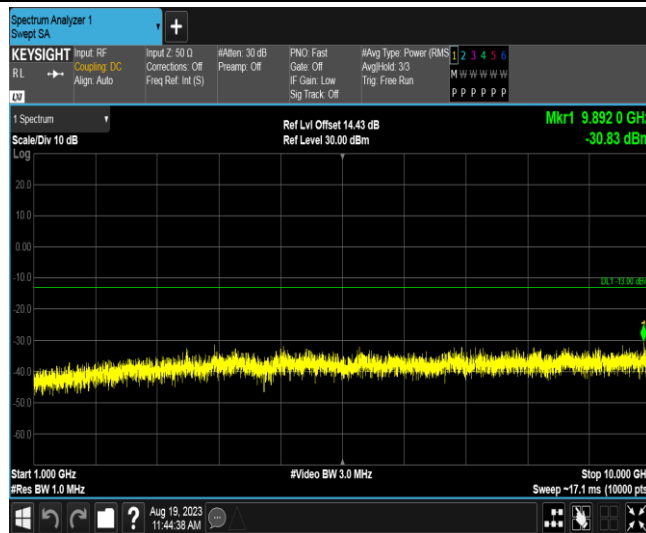 Spectrum Analyzer 1
Swept SA
+
KEYSIGHT
RL
LXI
Input: RF
Coupling: DC
Align: Auto
Input Z: 50 Ω
Corrections: Off
Freq Ref: Int (S)
#Atten: 30 dB
Preamp: Off
PNO: Fast
Gate: Off
IF Gain: Low
Sig Track: Off
#Avg Type: Power (RMS
Avg|Hold: 3/3
Trig: Free Run
1 2 3 4 5 6
M W W W W W
P P P P P P
1 Spectrum
Scale/Div 10 dB
Ref Lvl Offset 14.43 dB
Ref Level 30.00 dBm
Mkr1 9.892 0 GHz
-30.83 dBm
Log
20.0
10.0
0.00
-10.0
DL1 -13.00 dBm
-20.0
-30.0
-40.0
-50.0
-60.0
Start 1.000 GHz
#Res BW 1.0 MHz
#Video BW 3.0 MHz
Stop 10.000 GHz
Sweep ~17.1 ms (10000 pts
?
Aug 19, 2023
11:44:38 AM